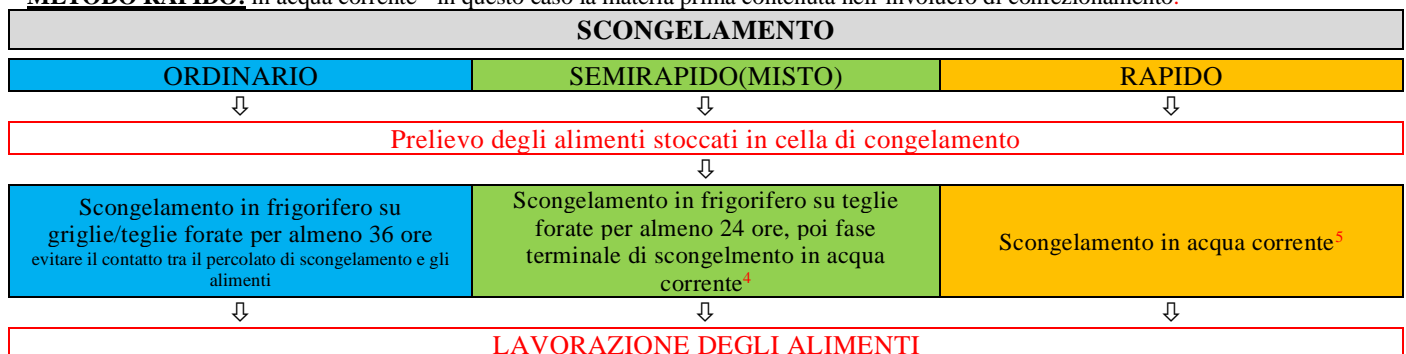 METODO RAPIDO: in acqua corrente in questo caso la materia prima contenuta nell'involucro di confezionamento.
SCONGELAMENTO
ORDINARIO
SEMIRAPIDO(MISTO)
RAPIDO
⇩ ⇩ ⇩
Prelievo degli alimenti stoccati in cella di congelamento
⇩
Scongelamento in frigorifero su
griglie/teglie forate per almeno 36 ore
evitare il contatto tra il percolato di scongelamento e gli
alimenti
Scongelamento in frigorifero su teglie
forate per almeno 24 ore, poi fase
terminale di scongelmento in acqua
corrente4
Scongelamento in acqua corrente5
⇩ ⇩ ⇩
LAVORAZIONE DEGLI ALIMENTI